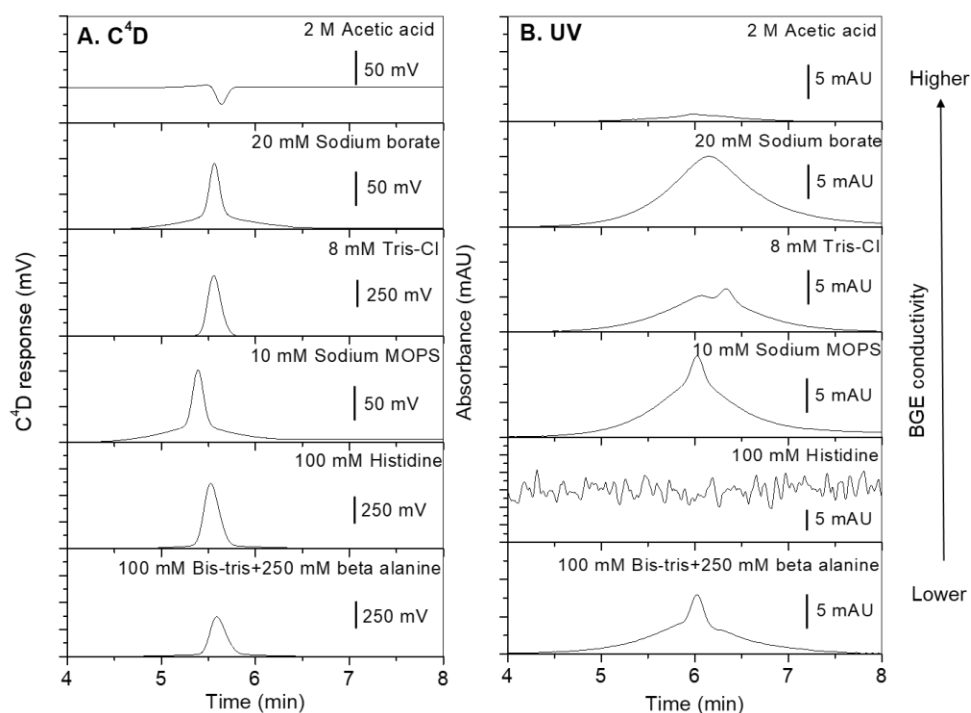 A. C⁴D
2 M Acetic acid
50 mV
20 mM Sodium borate
50 mV
8 mM Tris-Cl
250 mV
10 mM Sodium MOPS
50 mV
100 mM Histidine
250 mV
100 mM Bis-tris+250 mM beta alanine
250 mV
C⁴D response (mV)
4 5 6 7 8
Time (min)
B. UV
2 M Acetic acid
5 mAU
20 mM Sodium borate
5 mAU
8 mM Tris-Cl
5 mAU
10 mM Sodium MOPS
5 mAU
100 mM Histidine
5 mAU
100 mM Bis-tris+250 mM beta alanine
5 mAU
Absorbance (mAU)
4 5 6 7 8
Time (min)
Higher
BGE conductivity
Lower